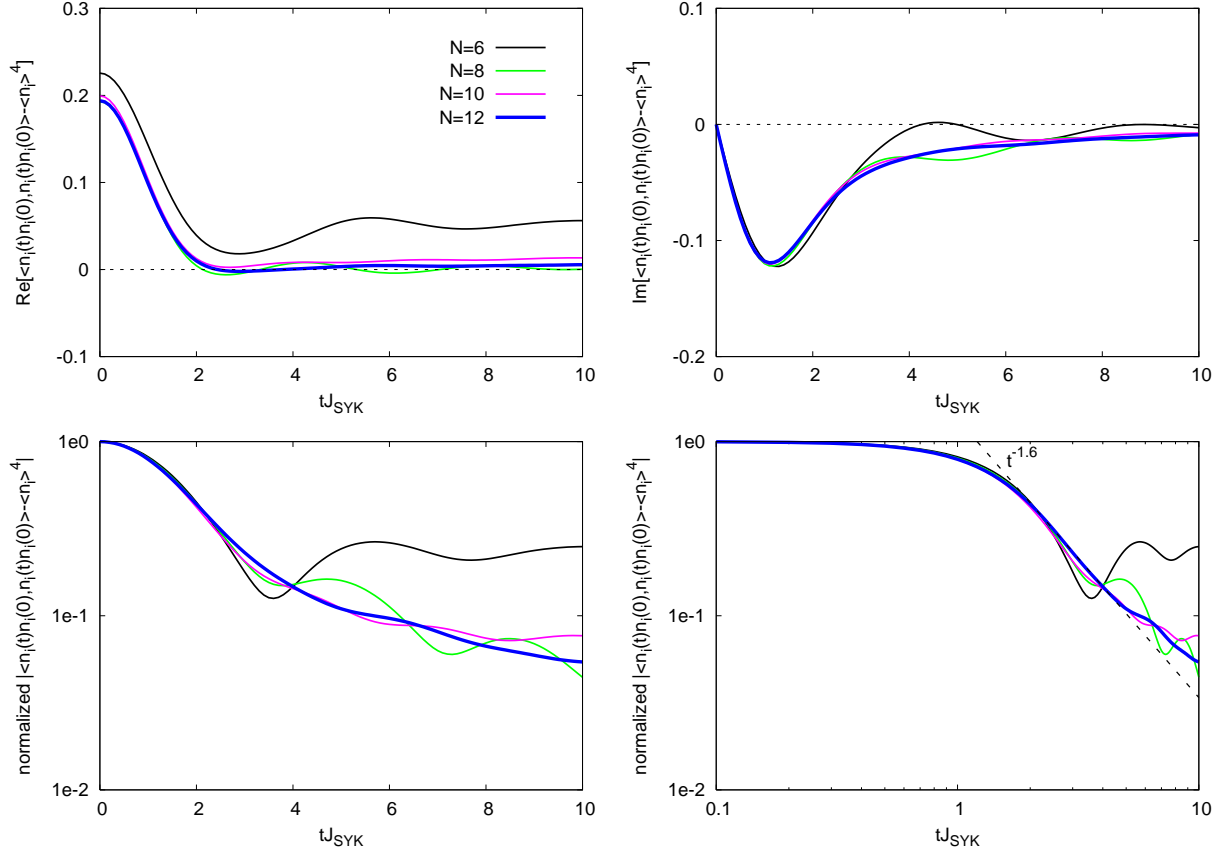 Re[<n_i(t)n_i(0),n_i(t)n_i(0)>-<n_i>^4]
0.3
0.2
0.1
0
-0.1
N=6
N=8
N=10
N=12
0 2 4 6 8 10
tJ_SYK
Im[<n_i(t)n_i(0),n_i(t)n_i(0)>-<n_i>^4]
0.1
0
-0.1
-0.2
0 2 4 6 8 10
tJ_SYK
normalized |<n_i(t)n_i(0),n_i(t)n_i(0)>-<n_i>^4|
1e0
1e-1
1e-2
0 2 4 6 8 10
tJ_SYK
normalized |<n_i(t)n_i(0),n_i(t)n_i(0)>-<n_i>^4|
1e0
1e-1
1e-2
t^-1.6
0.1 1 10
tJ_SYK